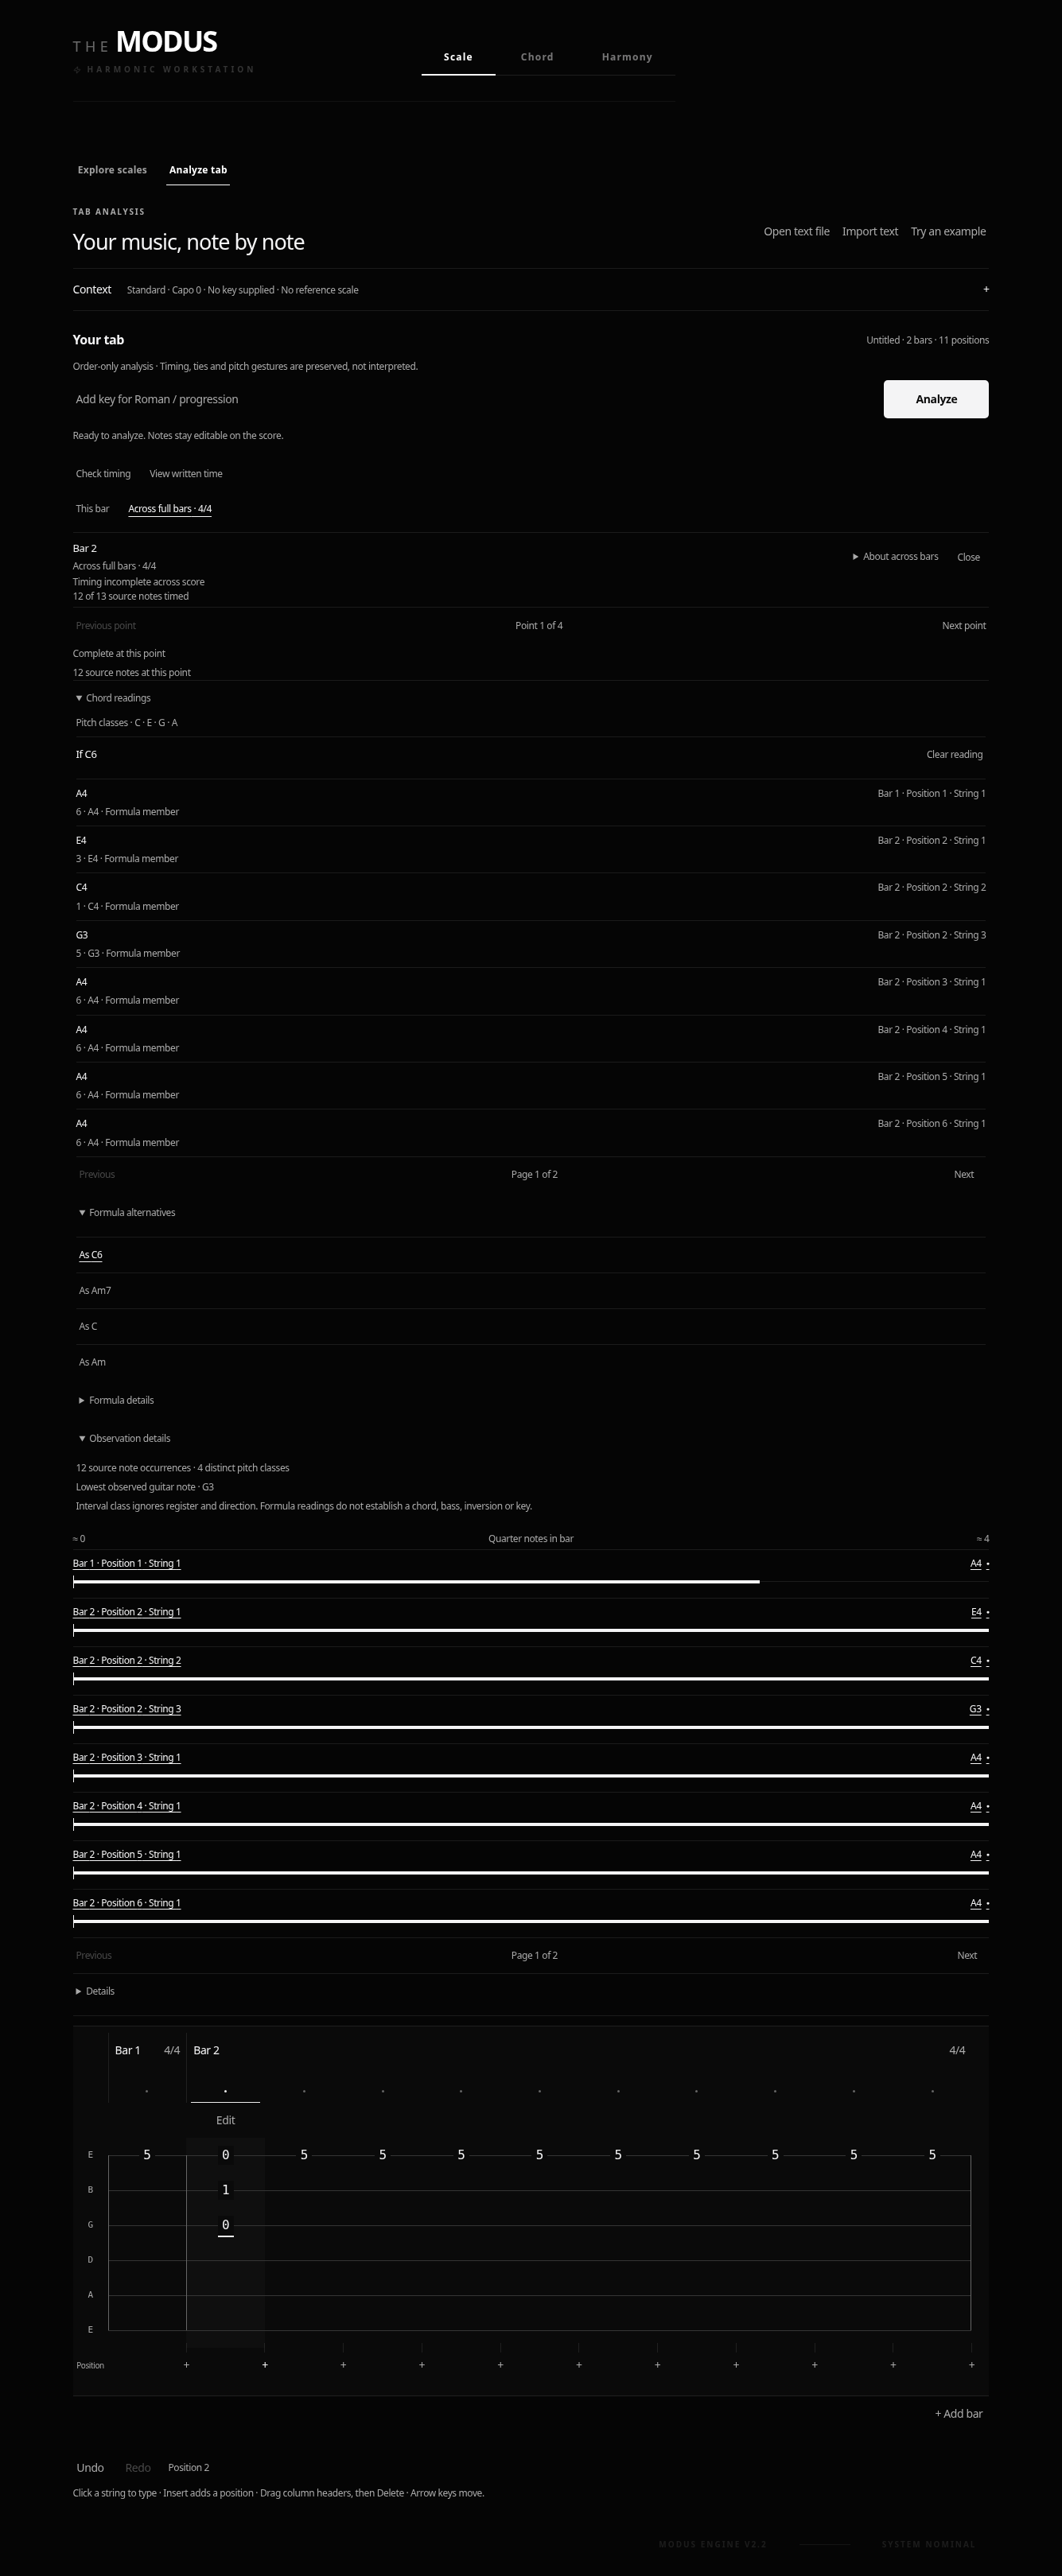 THE MODUS
◇ HARMONIC WORKSTATION
Scale Chord Harmony
Explore scales Analyze tab
TAB ANALYSIS
Your music, note by note
Open text file Import text Try an example
Context Standard · Capo 0 · No key supplied · No reference scale +
Your tab Untitled · 2 bars · 11 positions
Order-only analysis · Timing, ties and pitch gestures are preserved, not interpreted.
Add key for Roman / progression Analyze
Ready to analyze. Notes stay editable on the score.
Check timing View written time
This bar Across full bars · 4/4
Bar 2
▶ About across bars Close
Across full bars · 4/4
Timing incomplete across score
12 of 13 source notes timed
Previous point Point 1 of 4 Next point
Complete at this point
12 source notes at this point
▼ Chord readings
Pitch classes · C · E · G · A
If C6 Clear reading
A4 Bar 1 · Position 1 · String 1
6 · A4 · Formula member
E4 Bar 2 · Position 2 · String 1
3 · E4 · Formula member
C4 Bar 2 · Position 2 · String 2
1 · C4 · Formula member
G3 Bar 2 · Position 2 · String 3
5 · G3 · Formula member
A4 Bar 2 · Position 3 · String 1
6 · A4 · Formula member
A4 Bar 2 · Position 4 · String 1
6 · A4 · Formula member
A4 Bar 2 · Position 5 · String 1
6 · A4 · Formula member
A4 Bar 2 · Position 6 · String 1
6 · A4 · Formula member
Previous Page 1 of 2 Next
▼ Formula alternatives
As C6
As Am7
As C
As Am
▶ Formula details
▼ Observation details
12 source note occurrences · 4 distinct pitch classes
Lowest observed guitar note · G3
Interval class ignores register and direction. Formula readings do not establish a chord, bass, inversion or key.
≈ 0 Quarter notes in bar ≈ 4
Bar 1 · Position 1 · String 1 A4 •
Bar 2 · Position 2 · String 1 E4 •
Bar 2 · Position 2 · String 2 C4 •
Bar 2 · Position 2 · String 3 G3 •
Bar 2 · Position 3 · String 1 A4 •
Bar 2 · Position 4 · String 1 A4 •
Bar 2 · Position 5 · String 1 A4 •
Bar 2 · Position 6 · String 1 A4 •
Previous Page 1 of 2 Next
▶ Details
Bar 1 4/4 Bar 2 4/4
Edit
E 5 0 5 5 5 5 5 5 5 5 5
B 1
G 0
D
A
E
Position + + + + + + + + + + +
+ Add bar
Undo Redo Position 2
Click a string to type · Insert adds a position · Drag column headers, then Delete · Arrow keys move.
MODUS ENGINE V2.2 SYSTEM NOMINAL